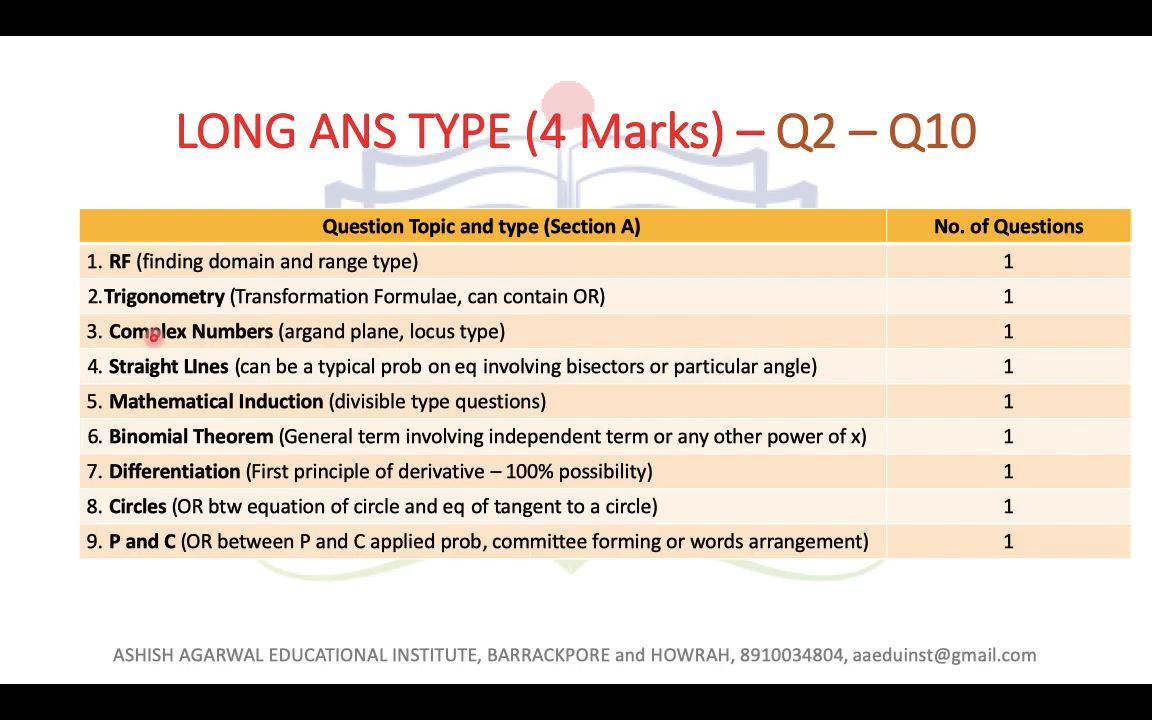 LONG ANS TYPE (4 Marks) – Q2 – Q10
Question Topic and type (Section A) No. of Questions
1. RF (finding domain and range type) 1
2.Trigonometry (Transformation Formulae, can contain OR) 1
3. Complex Numbers (argand plane, locus type) 1
4. Straight LInes (can be a typical prob on eq involving bisectors or particular angle) 1
5. Mathematical Induction (divisible type questions) 1
6. Binomial Theorem (General term involving independent term or any other power of x) 1
7. Differentiation (First principle of derivative – 100% possibility) 1
8. Circles (OR btw equation of circle and eq of tangent to a circle) 1
9. P and C (OR between P and C applied prob, committee forming or words arrangement) 1
ASHISH AGARWAL EDUCATIONAL INSTITUTE, BARRACKPORE and HOWRAH, 8910034804, aaeduinst@gmail.com